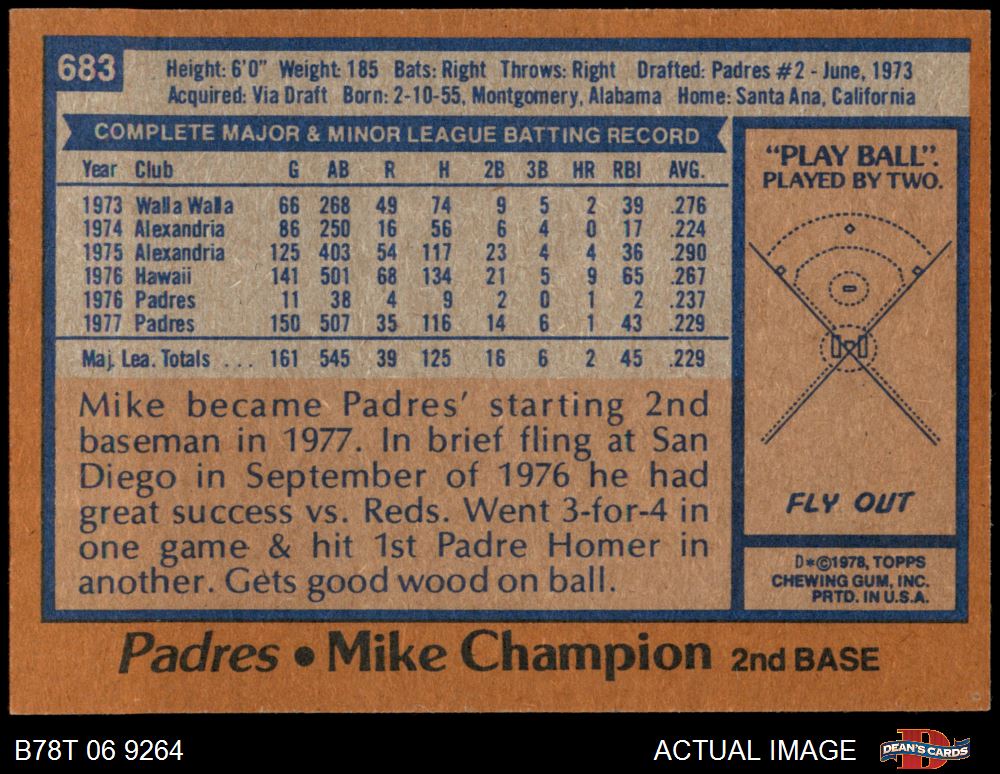 683
Height: 6'0" Weight: 185 Bats: Right Throws: Right Drafted: Padres #2 - June, 1973
Acquired: Via Draft Born: 2-10-55, Montgomery, Alabama Home: Santa Ana, California
COMPLETE MAJOR & MINOR LEAGUE BATTING RECORD
Year Club G AB R H 2B 3B HR RBI AVG.
1973 Walla Walla 66 268 49 74 9 5 2 39 .276
1974 Alexandria 86 250 16 56 6 4 0 17 .224
1975 Alexandria 125 403 54 117 23 4 4 36 .290
1976 Hawaii 141 501 68 134 21 5 9 65 .267
1976 Padres 11 38 4 9 2 0 1 2 .237
1977 Padres 150 507 35 116 14 6 1 43 .229
Maj. Lea. Totals . . . 161 545 39 125 16 6 2 45 .229
Mike became Padres' starting 2nd
baseman in 1977. In brief fling at San
Diego in September of 1976 he had
great success vs. Reds. Went 3-for-4 in
one game & hit 1st Padre Homer in
another. Gets good wood on ball.
"PLAY BALL".
PLAYED BY TWO.
FLY OUT
D*©1978, TOPPS
CHEWING GUM, INC.
PRTD. IN U.S.A.
Padres • Mike Champion 2nd BASE
B78T 06 9264
ACTUAL IMAGE
DEAN'S CARDS